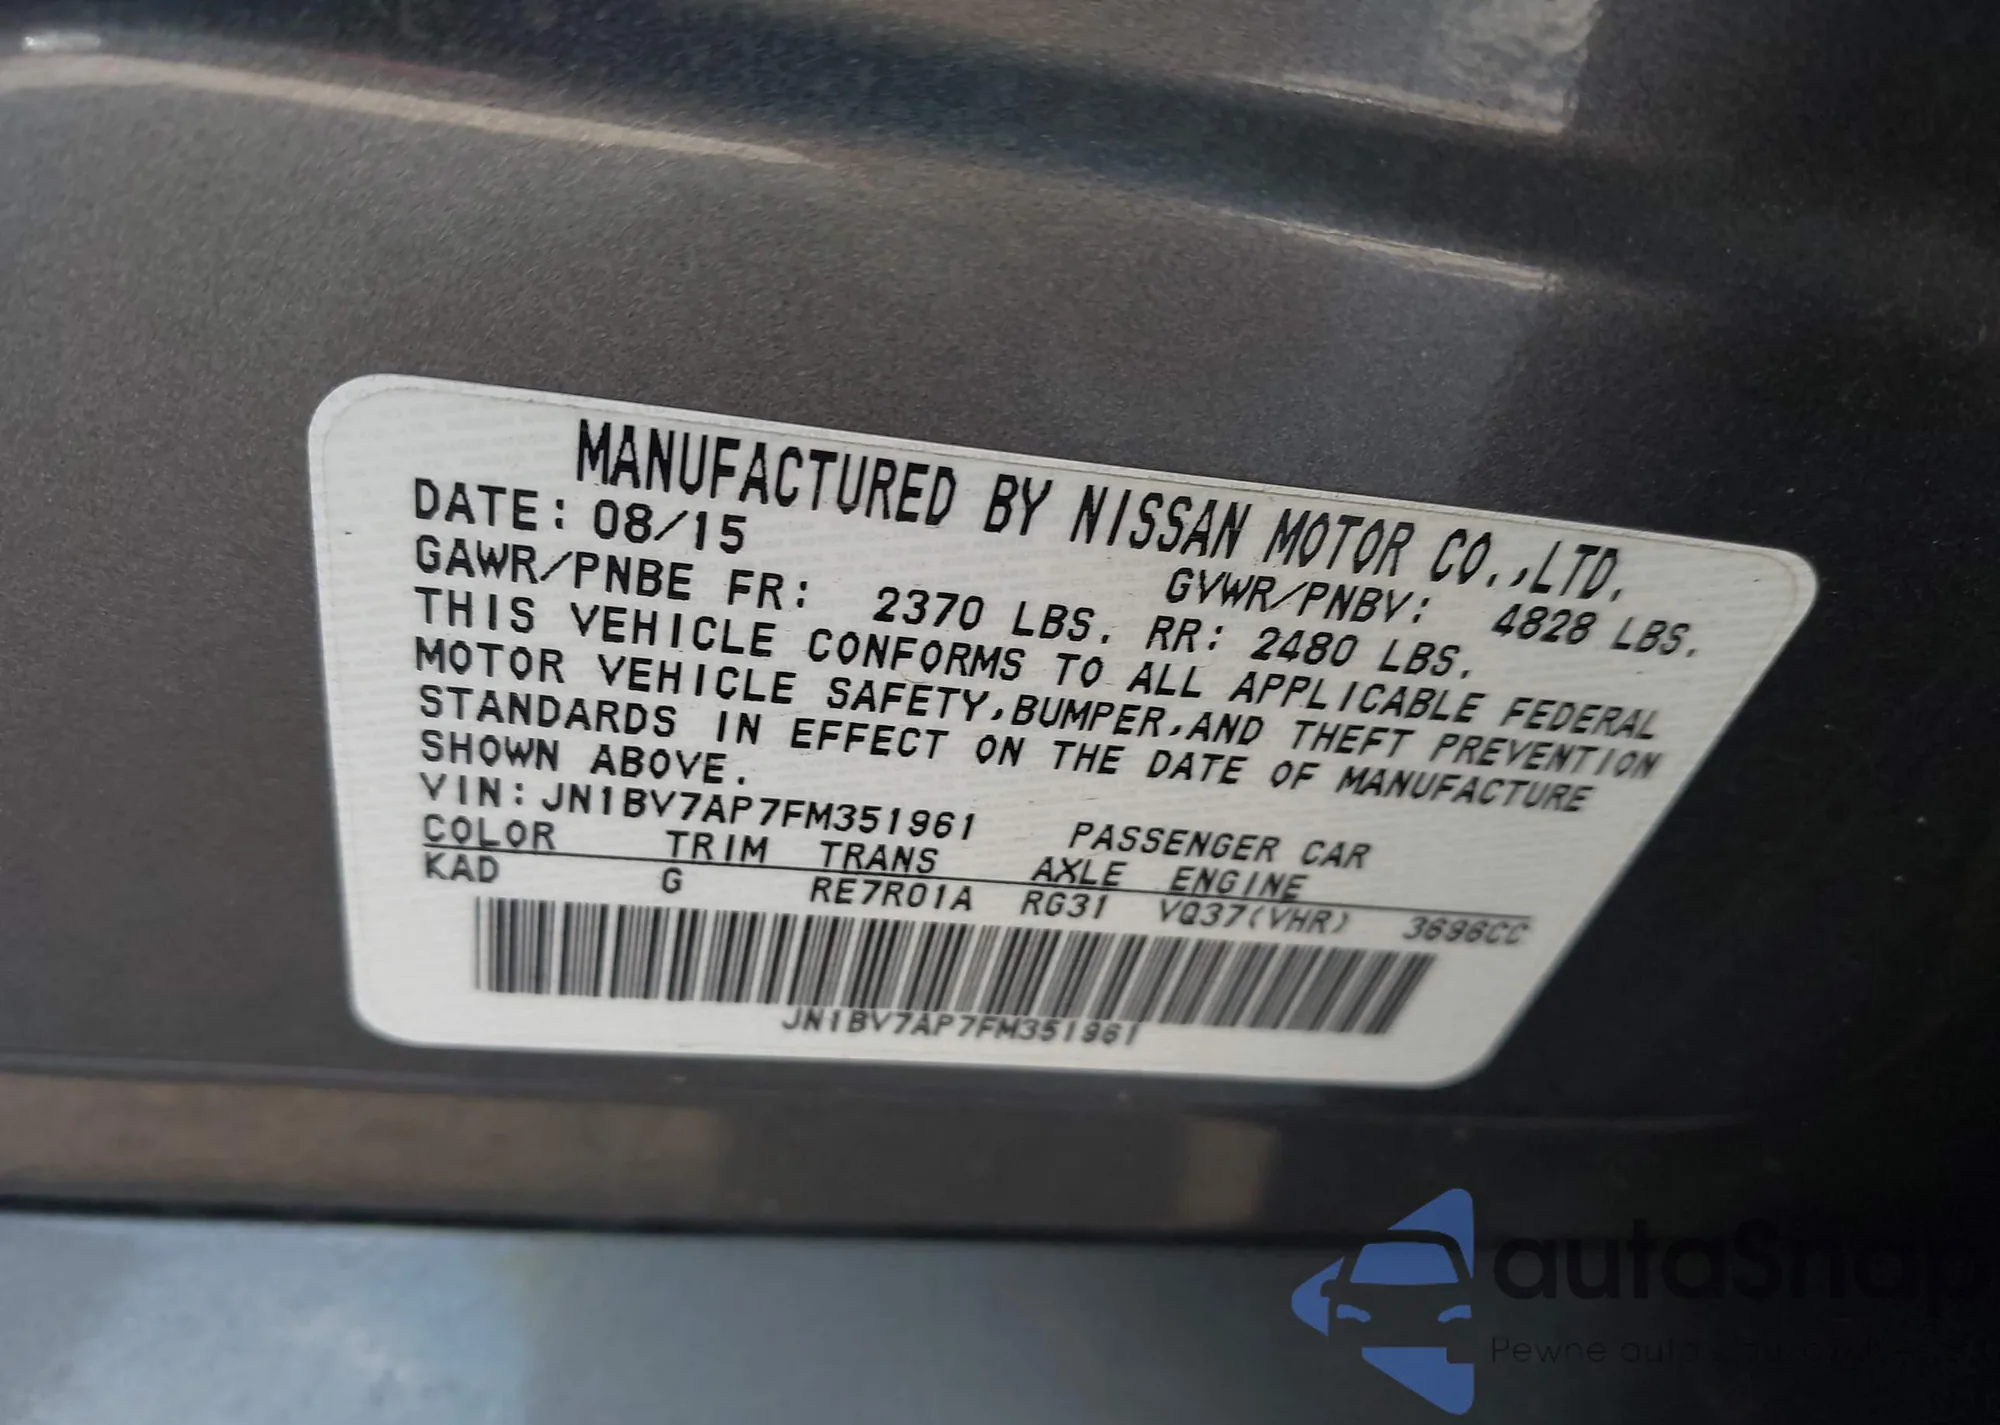 MANUFACTURED BY NISSAN MOTOR CO.,LTD.
DATE: 08/15 GVWR/PNBV: 4828 LBS.
GAWR/PNBE FR: 2370 LBS. RR: 2480 LBS.
THIS VEHICLE CONFORMS TO ALL APPLICABLE FEDERAL
MOTOR VEHICLE SAFETY,BUMPER,AND THEFT PREVENTION
STANDARDS IN EFFECT ON THE DATE OF MANUFACTURE
SHOWN ABOVE.
VIN:JN1BV7AP7FM351961 PASSENGER CAR
COLOR TRIM TRANS AXLE ENGINE
KAD G RE7R01A RG31 VQ37(VHR) 3696CC
JN1BV7AP7FM351961
autaSnap
Pewne auto